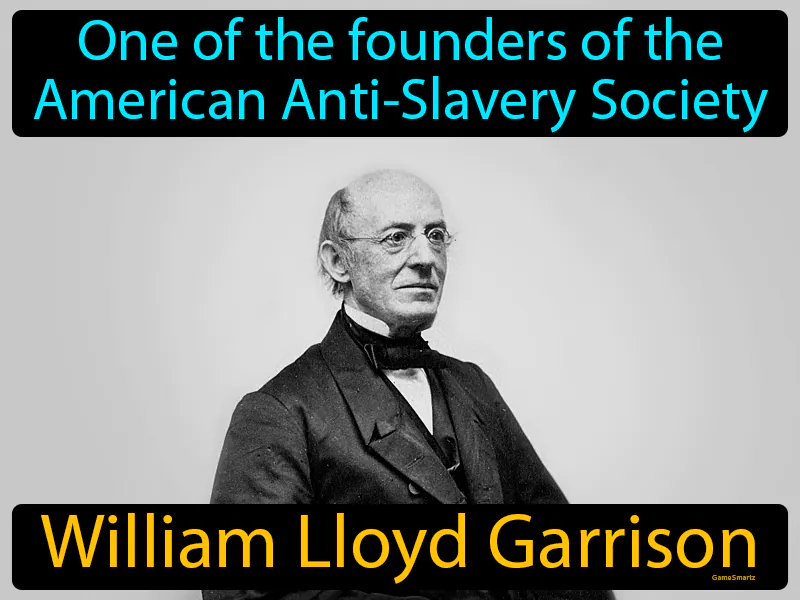 One of the founders of the
American Anti-Slavery Society
William Lloyd Garrison
GameSmartz